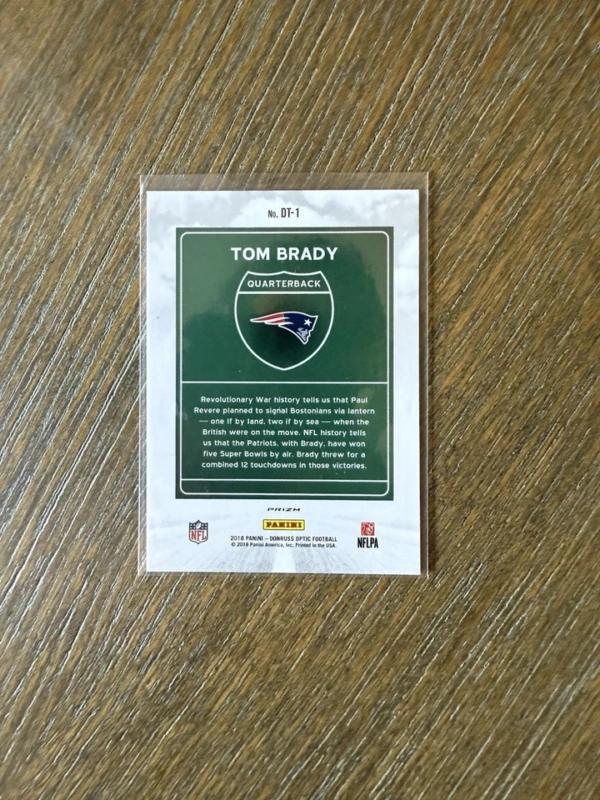 No. DT-1
TOM BRADY
QUARTERBACK
Revolutionary War history tells us that Paul
Revere planned to signal Bostonians via lantern
— one if by land, two if by sea — when the
British were on the move. NFL history tells
us that the Patriots, with Brady, have won
five Super Bowls by air. Brady threw for a
combined 12 touchdowns in those victories.
PRIZM
PANINI
NFL
2018 PANINI – DONRUSS OPTIC FOOTBALL
© 2018 Panini America, Inc. Printed in the USA.
NFLPA